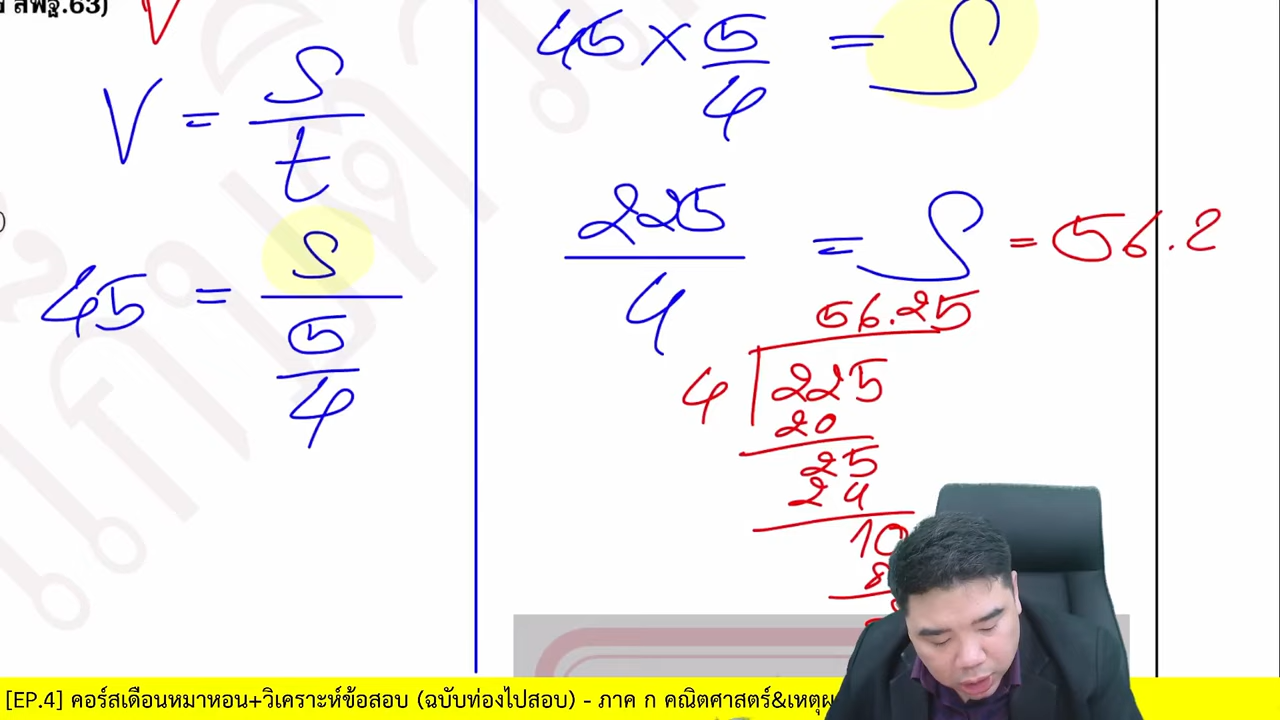 สพฐ.63)
V
V = S/t
45 = S/(5/4)
45 × 5/4 = S
225/4 = S = 56.2
56.25
4 225
20
25
24
10
8
[EP.4] คอร์สเดือนหมาหอน+วิเคราะห์ข้อสอบ (ฉบับท่องไปสอบ) - ภาค ก คณิตศาสตร์&เหตุผ